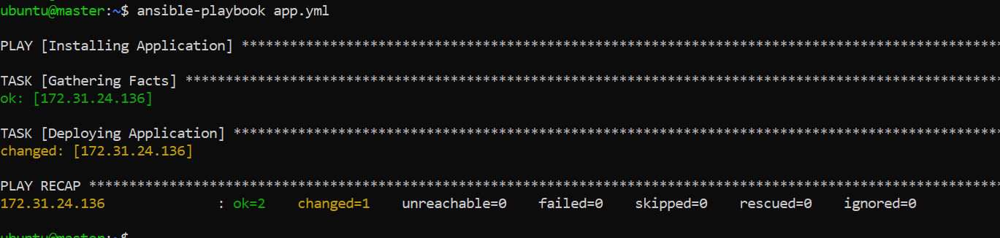 ubuntu@master:~$ ansible-playbook app.yml
PLAY [Installing Application] ***********************************************************************************************
TASK [Gathering Facts] ******************************************************************************************************
ok: [172.31.24.136]
TASK [Deploying Application] ************************************************************************************************
changed: [172.31.24.136]
PLAY RECAP ******************************************************************************************************************
172.31.24.136 : ok=2 changed=1 unreachable=0 failed=0 skipped=0 rescued=0 ignored=0
ubuntu@master:~$